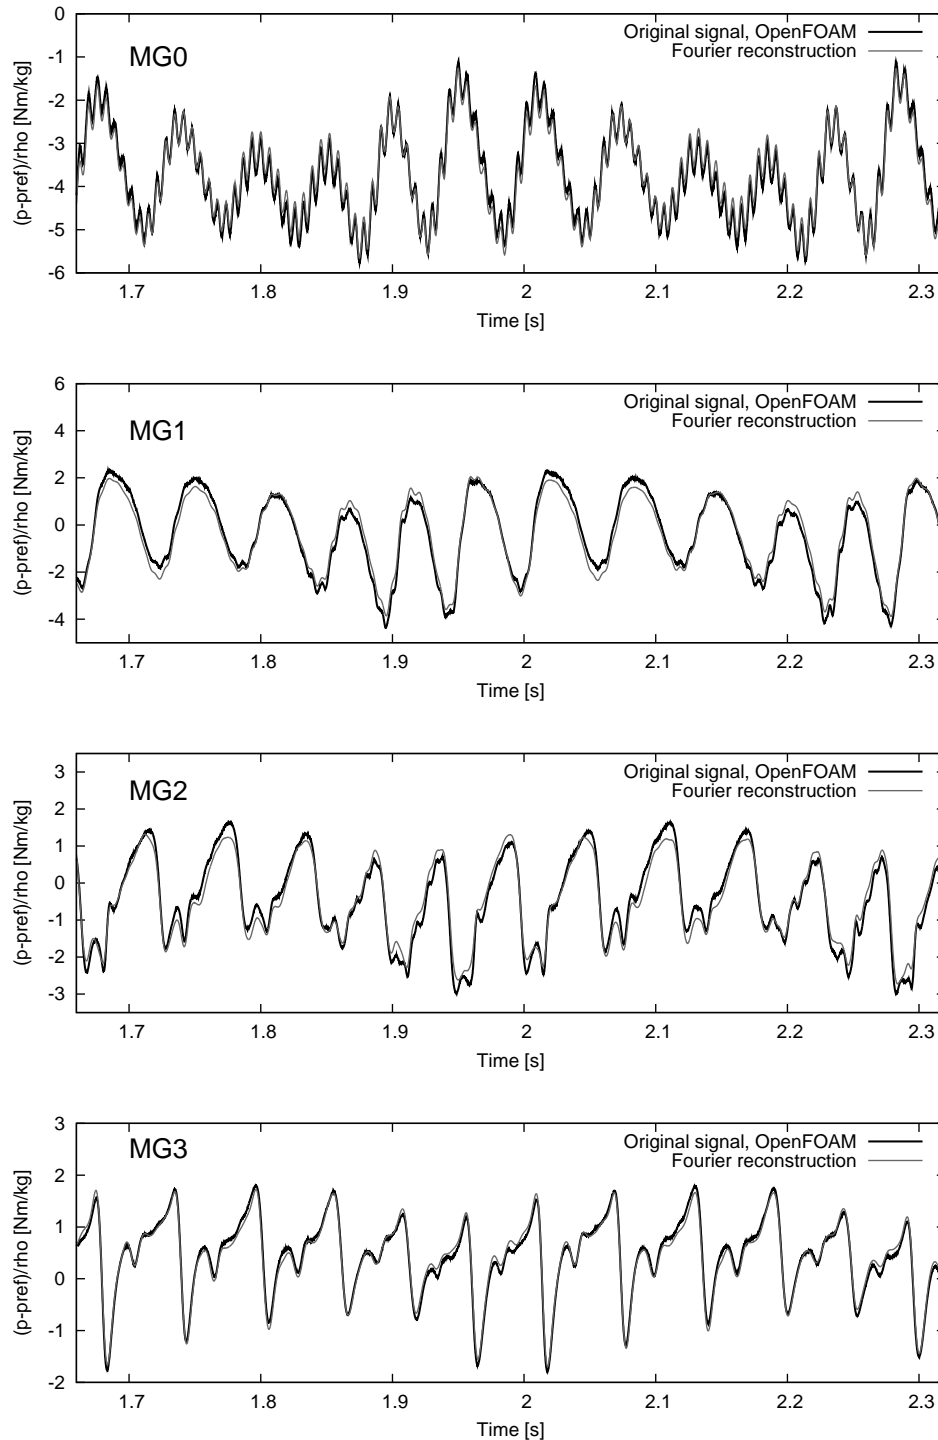 0
-1
-2
-3
-4
-5
-6
(p-pref)/rho [Nm/kg]
MG0
Original signal, OpenFOAM
Fourier reconstruction
1.7 1.8 1.9 2 2.1 2.2 2.3
Time [s]
6
4
2
0
-2
-4
(p-pref)/rho [Nm/kg]
MG1
Original signal, OpenFOAM
Fourier reconstruction
1.7 1.8 1.9 2 2.1 2.2 2.3
Time [s]
3
2
1
0
-1
-2
-3
(p-pref)/rho [Nm/kg]
MG2
Original signal, OpenFOAM
Fourier reconstruction
1.7 1.8 1.9 2 2.1 2.2 2.3
Time [s]
3
2
1
0
-1
-2
(p-pref)/rho [Nm/kg]
MG3
Original signal, OpenFOAM
Fourier reconstruction
1.7 1.8 1.9 2 2.1 2.2 2.3
Time [s]